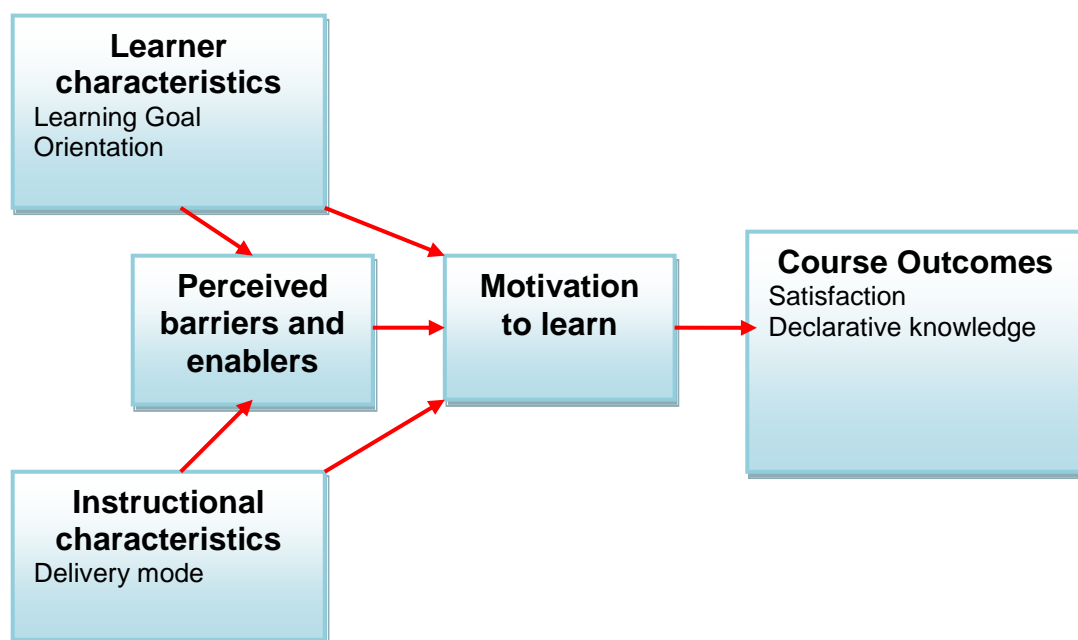 Learner
characteristics
Learning Goal
Orientation
Perceived
barriers and
enablers
Motivation
to learn
Course Outcomes
Satisfaction
Declarative knowledge
Instructional
characteristics
Delivery mode